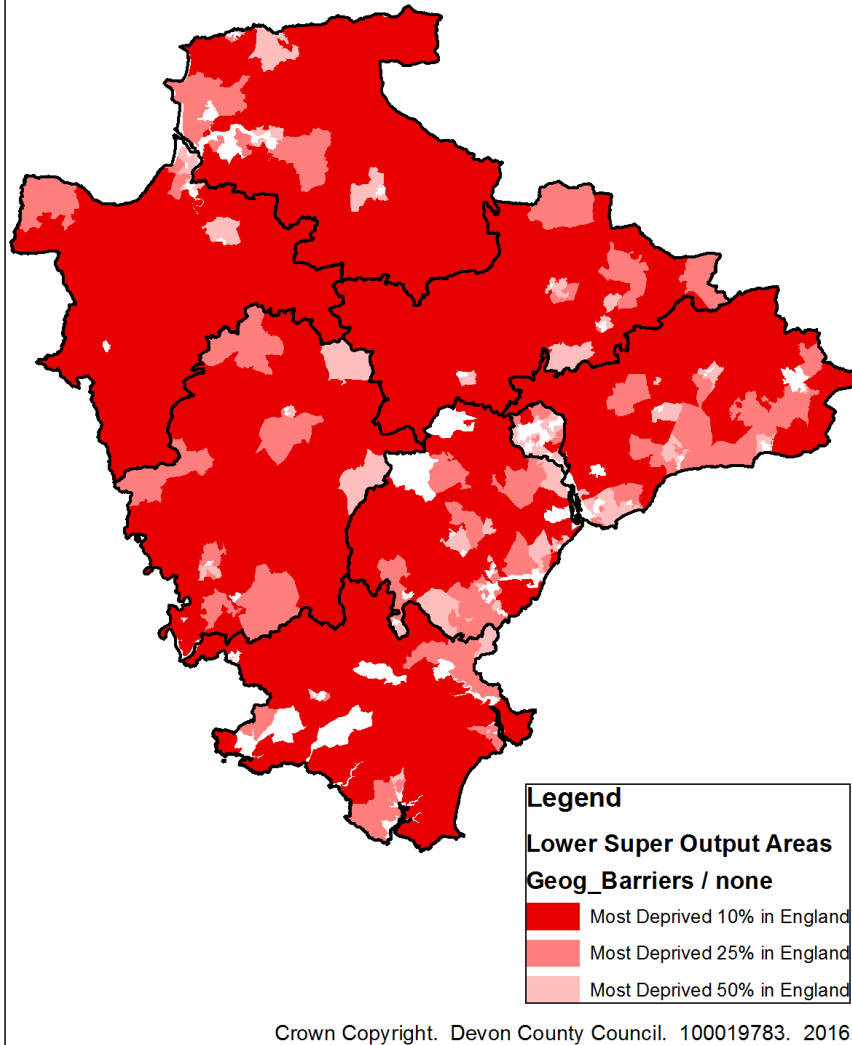 Legend
Lower Super Output Areas
Geog_Barriers / none
Most Deprived 10% in England
Most Deprived 25% in England
Most Deprived 50% in England
Crown Copyright. Devon County Council. 100019783. 2016